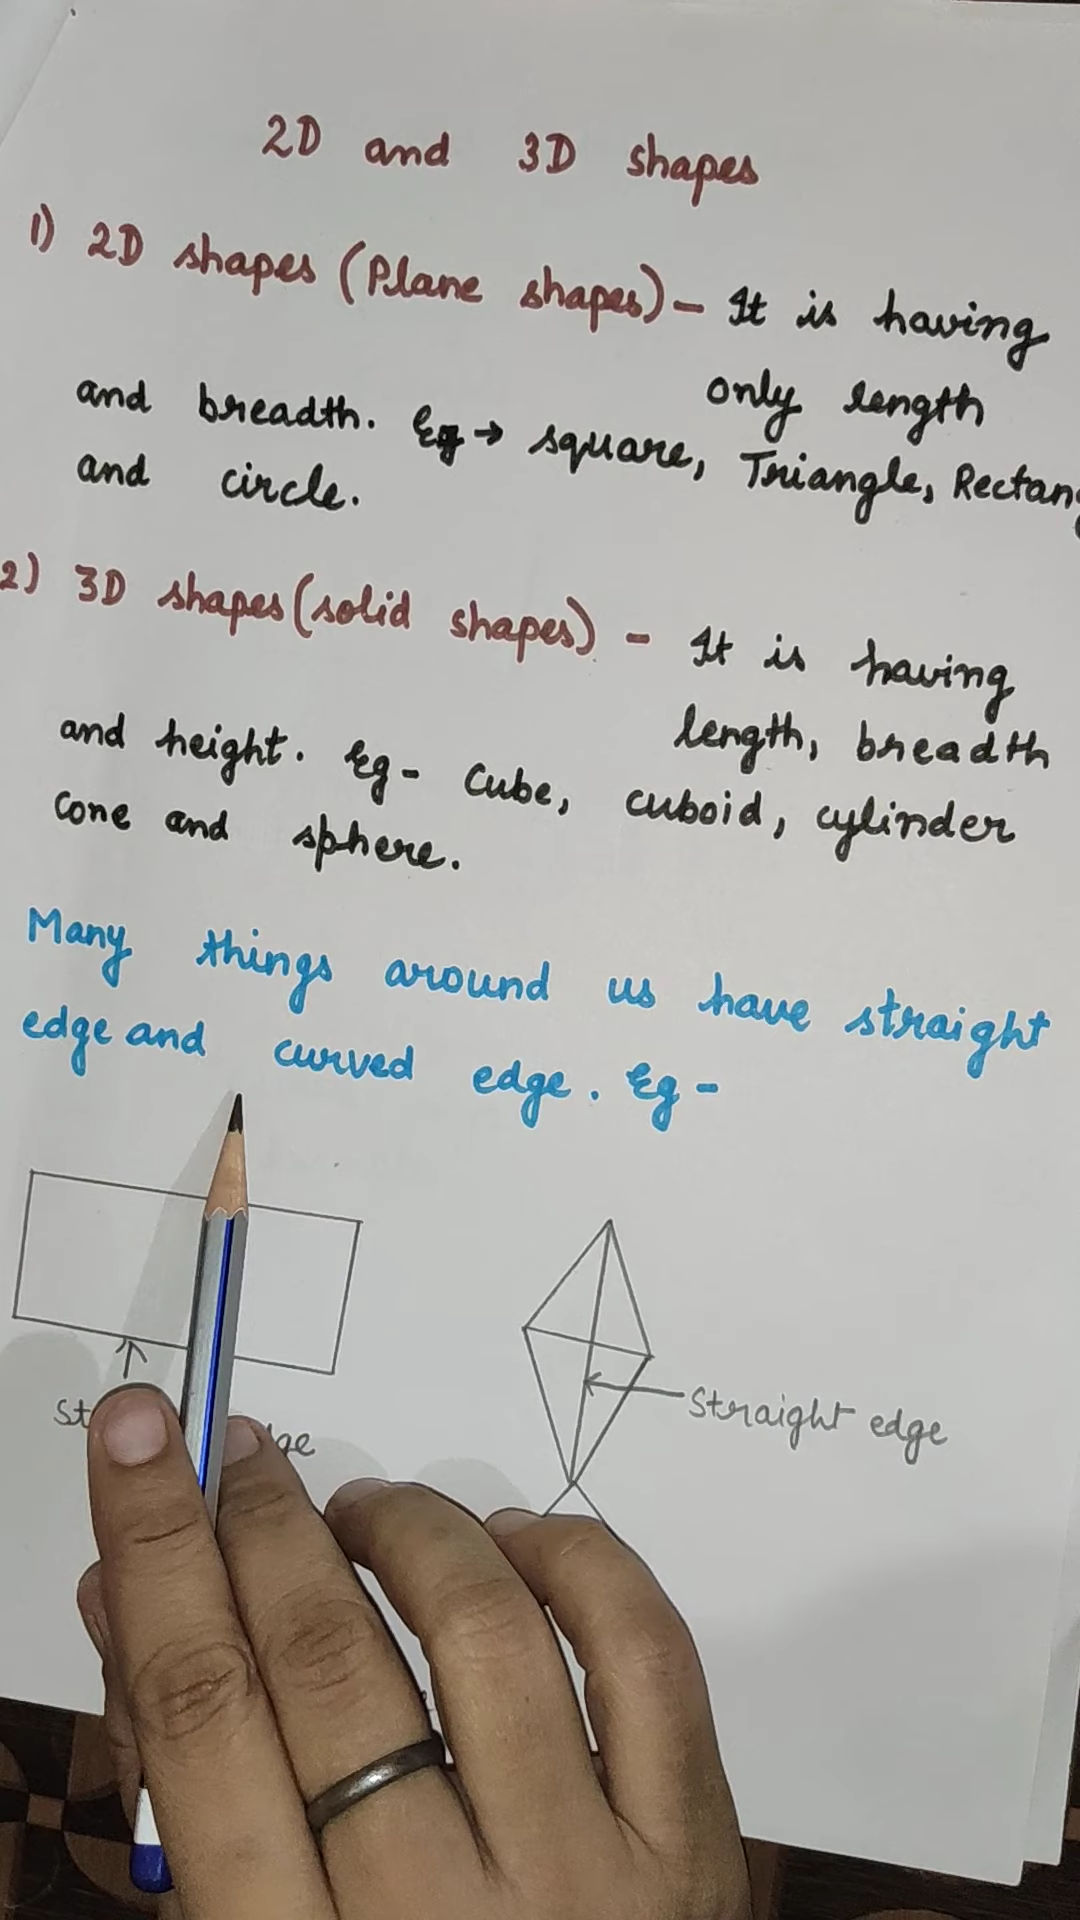 2D and 3D shapes
1) 2D shapes (Plane shapes) - It is having
only length
and breadth. Eg → square, Triangle,
and circle.
2) 3D shapes (solid shapes) - It is having
length, breadth
and height. Eg - Cube, cuboid, cylinder
cone and sphere.
Many things around us have straight
edge and curved edge. Eg -
Straight edge